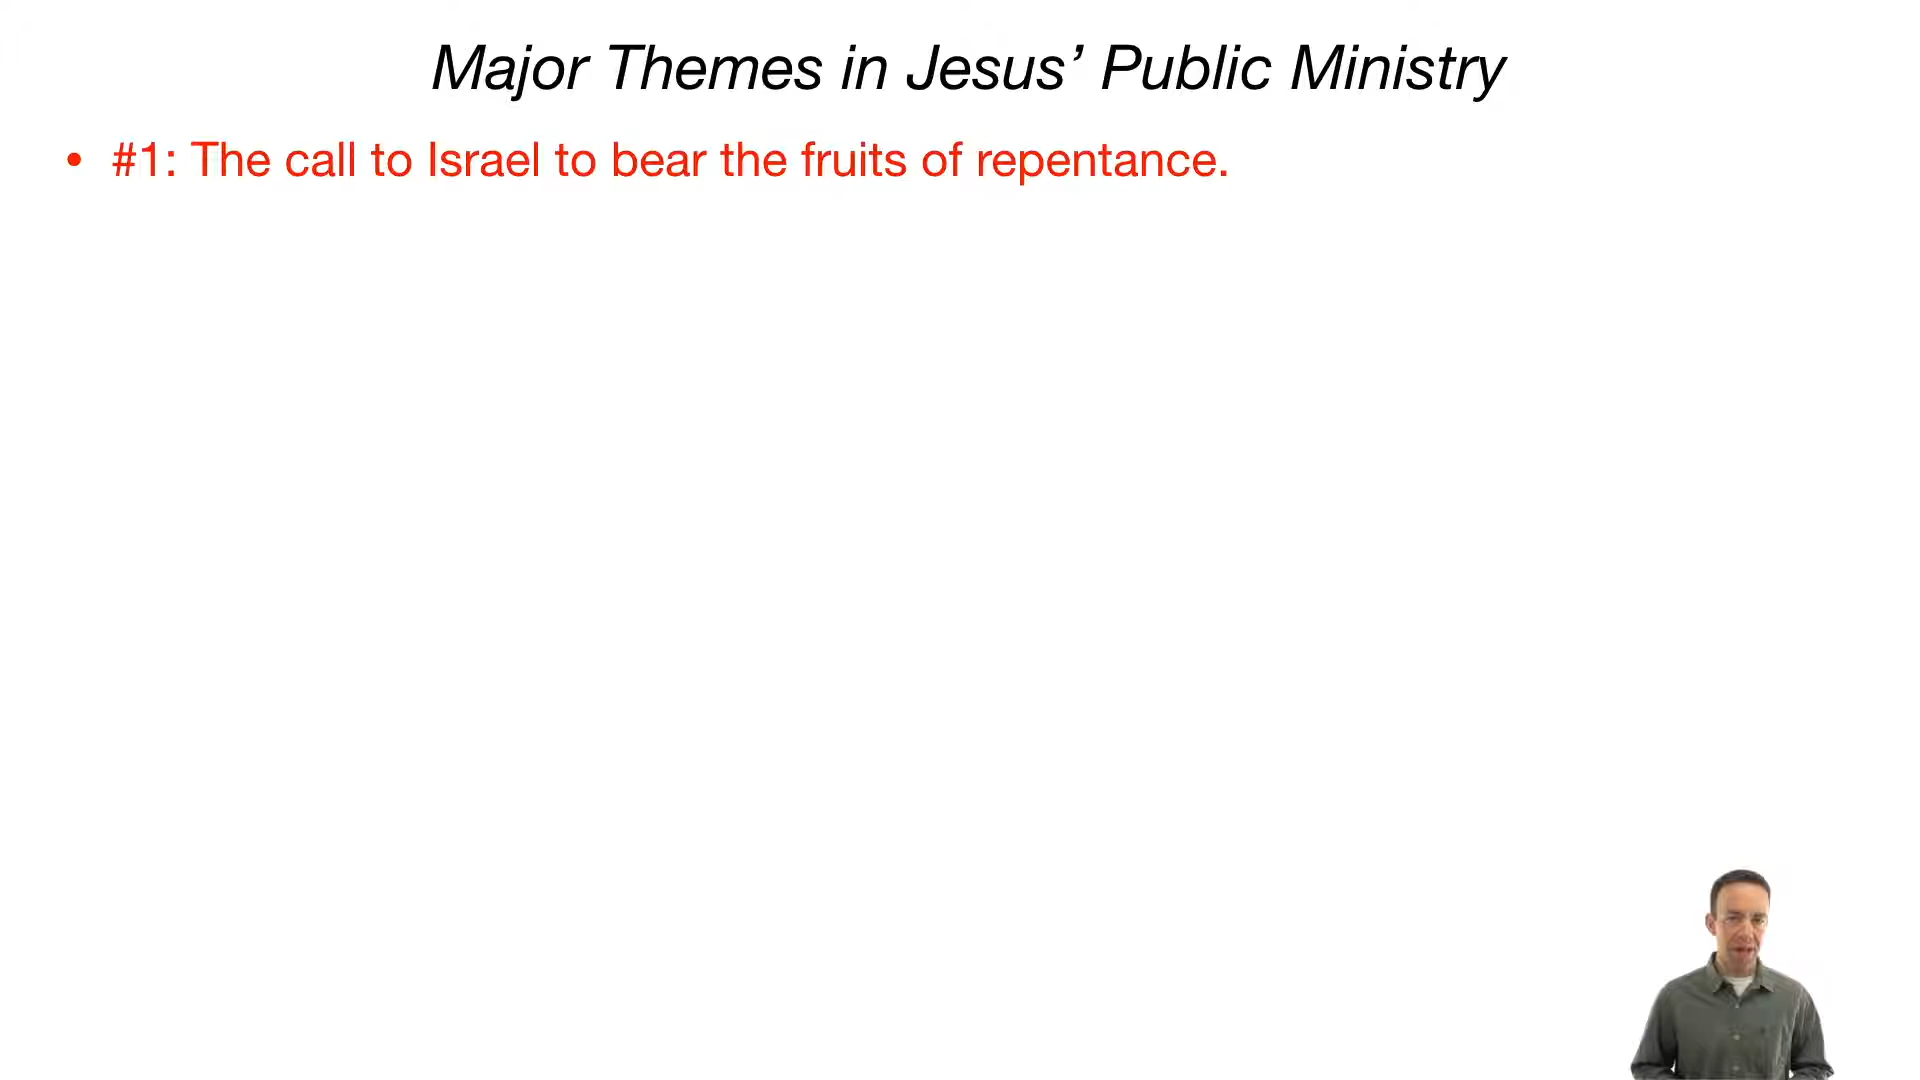 Major Themes in Jesus’ Public Ministry
• #1: The call to Israel to bear the fruits of repentance.